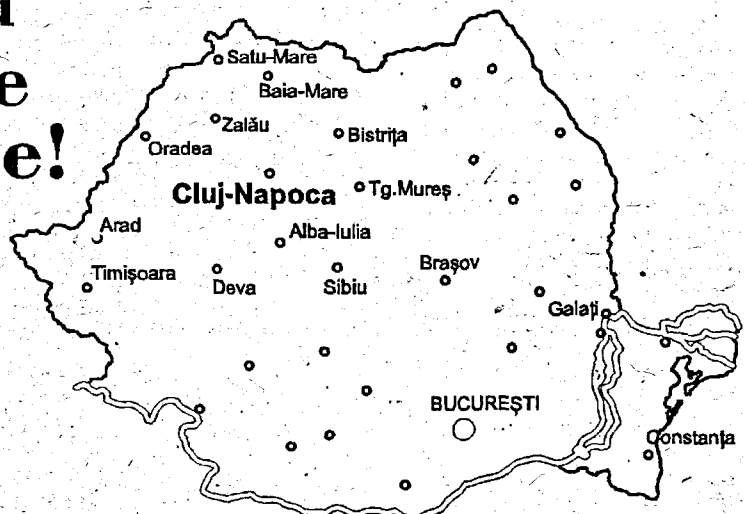 e
e!
Satu-Mare
Baia-Mare
Zalău
Bistrița
Oradea
Cluj-Napoca
Tg.Mureș
Arad
Alba-Iulia
Timișoara
Deva
Sibiu
Brașov
Galați
BUCUREȘTI
Constanța